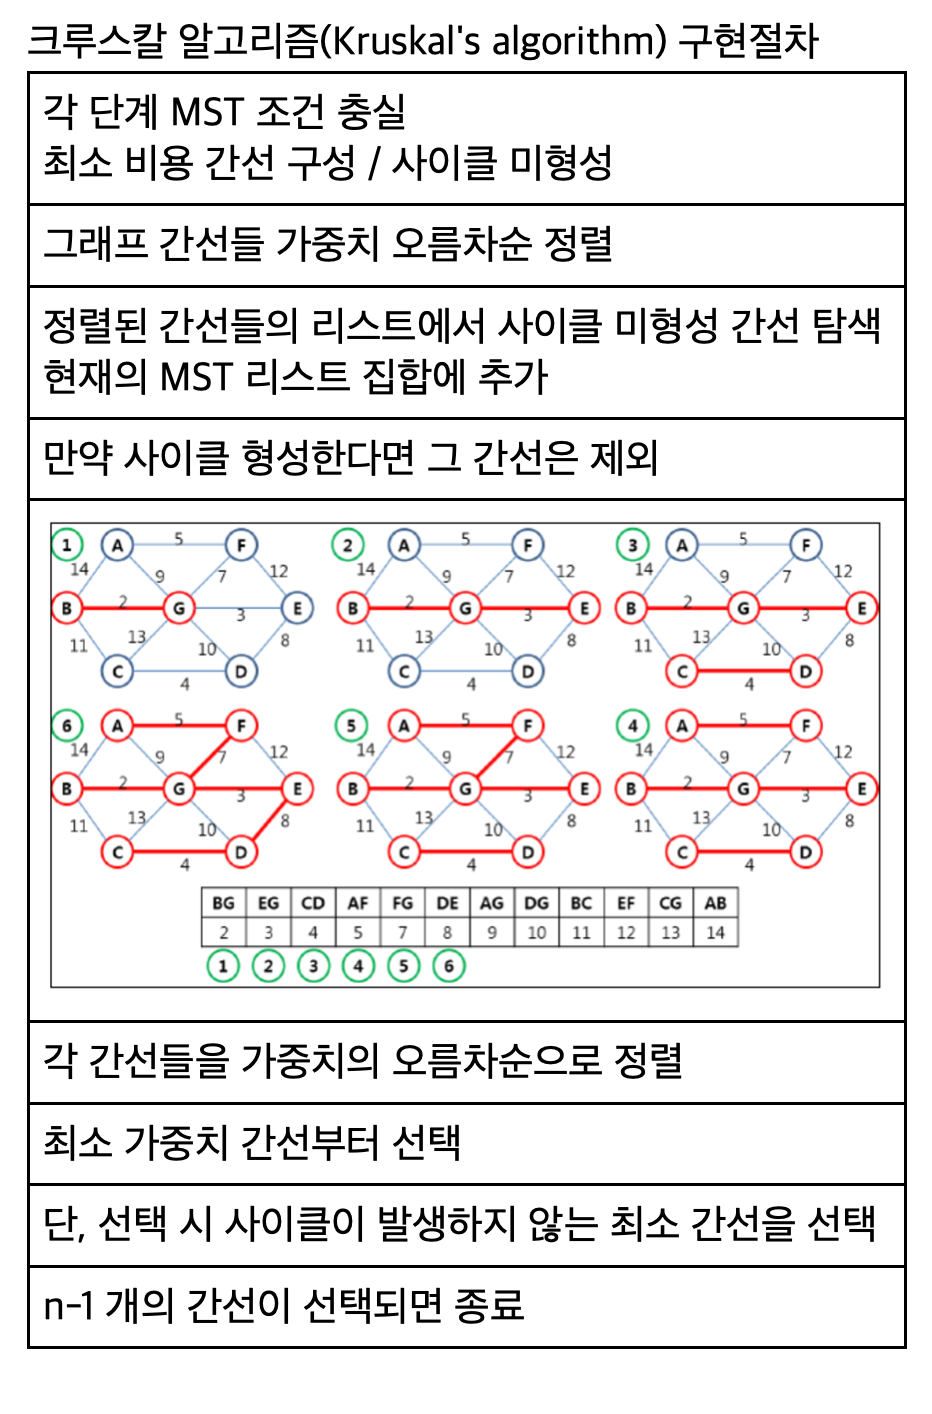 크루스칼 알고리즘(Kruskal's algorithm) 구현절차
각 단계 MST 조건 충실
최소 비용 간선 구성 / 사이클 미형성
그래프 간선들 가중치 오름차순 정렬
정렬된 간선들의 리스트에서 사이클 미형성 간선 탐색
현재의 MST 리스트 집합에 추가
만약 사이클 형성한다면 그 간선은 제외
1 A 5 F 2 A 5 F 3 A 5 F
14 9 7 12 14 9 7 12 14 9 7 12
B 2 G 3 E B 2 G 3 E B 2 G 3 E
11 13 10 8 11 13 10 8 11 13 10 8
C 4 D C 4 D C 4 D
6 A 5 F 5 A 5 F 4 A 5 F
14 9 7 12 14 9 7 12 14 9 7 12
B 2 G 3 E B 2 G 3 E B 2 G 3 E
11 13 10 8 11 13 10 8 11 13 10 8
C 4 D C 4 D C 4 D
BG EG CD AF FG DE AG DG BC EF CG AB
2 3 4 5 7 8 9 10 11 12 13 14
1 2 3 4 5 6
각 간선들을 가중치의 오름차순으로 정렬
최소 가중치 간선부터 선택
단, 선택 시 사이클이 발생하지 않는 최소 간선을 선택
n-1 개의 간선이 선택되면 종료